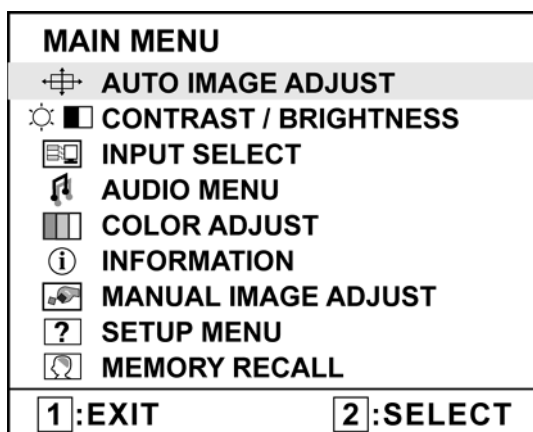 MAIN MENU
AUTO IMAGE ADJUST
CONTRAST / BRIGHTNESS
INPUT SELECT
AUDIO MENU
COLOR ADJUST
i INFORMATION
MANUAL IMAGE ADJUST
? SETUP MENU
MEMORY RECALL
1:EXIT 2:SELECT